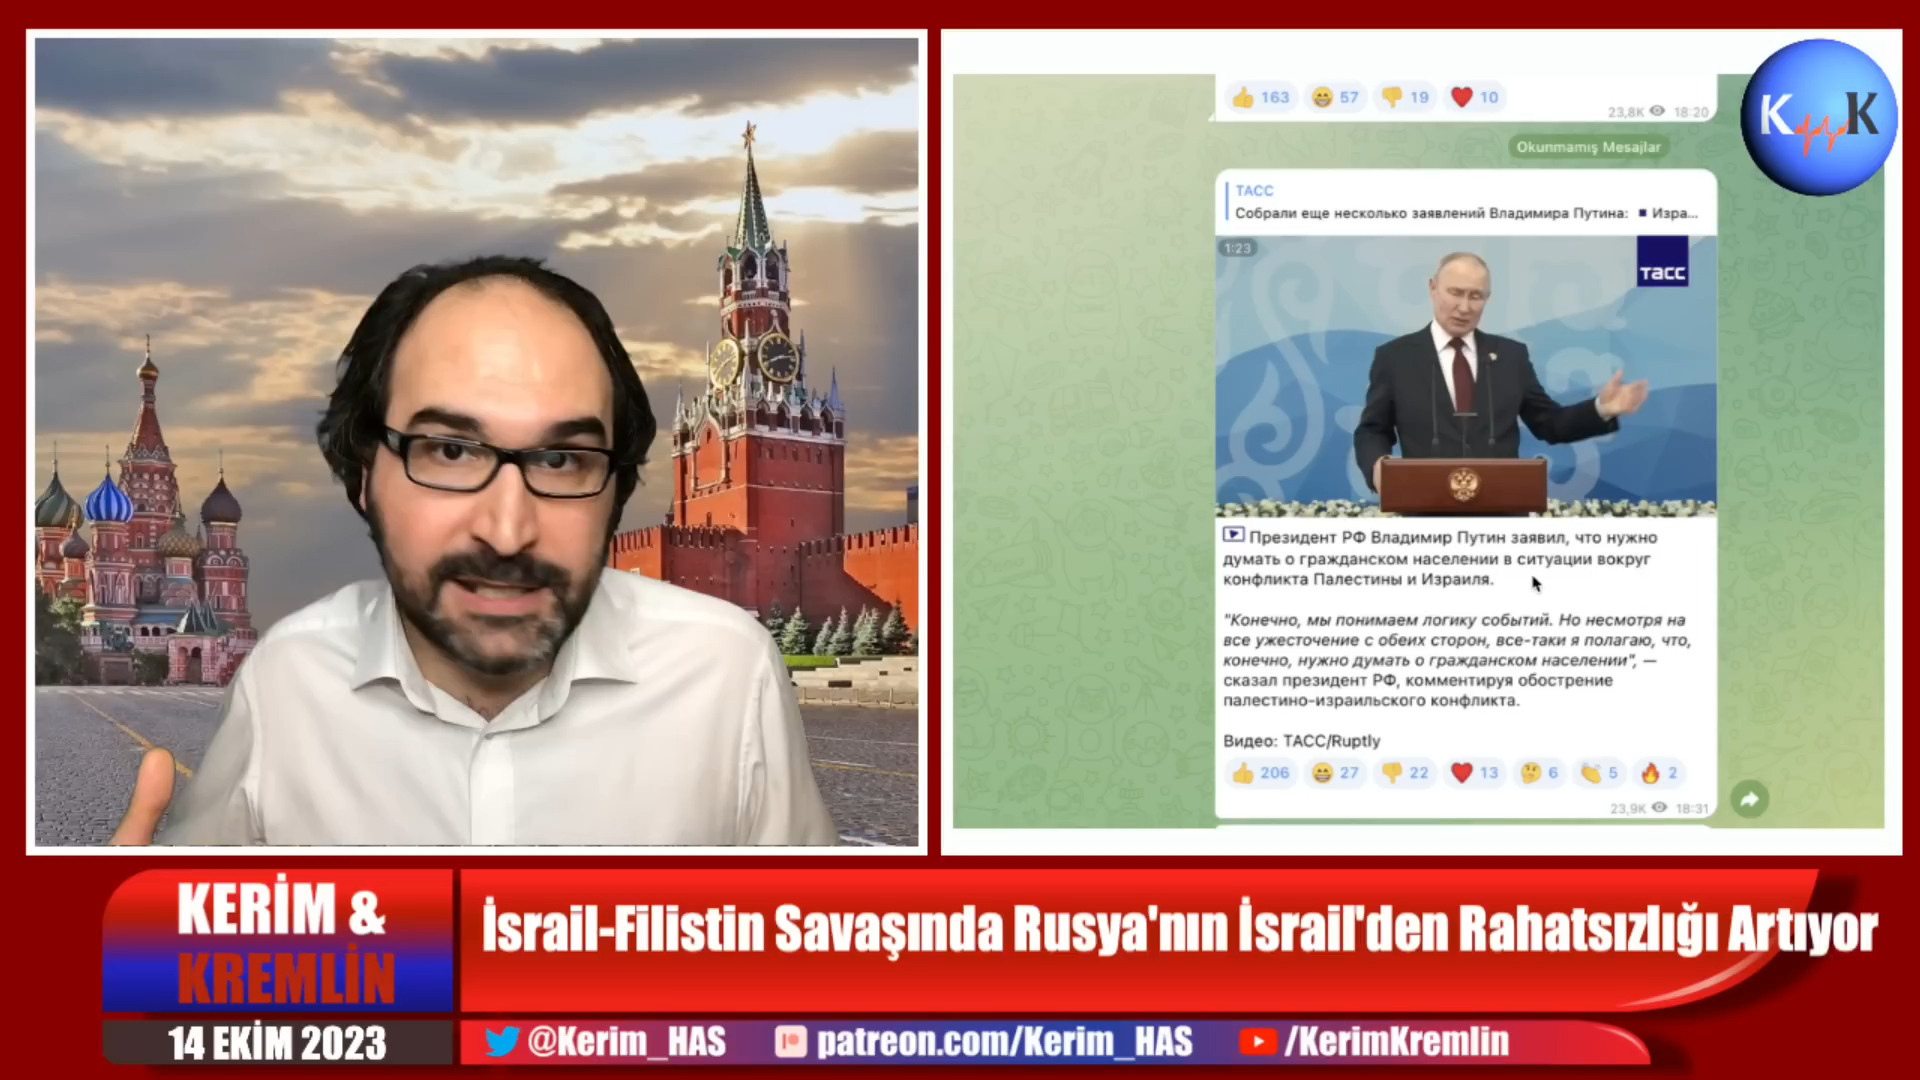 163 57 19 10
23,8K 18:20
K K
Okunmamış Mesajlar
ТАСС
Собрали еще несколько заявлений Владимира Путина: ▪ Изра...
1:23
ТАСС
Президент РФ Владимир Путин заявил, что нужно
думать о гражданском населении в ситуации вокруг
конфликта Палестины и Израиля.
"Конечно, мы понимаем логику событий. Но несмотря на
все ужесточение с обеих сторон, все-таки я полагаю, что,
конечно, нужно думать о гражданском населении", —
сказал президент РФ, комментируя обострение
палестино-израильского конфликта.
Видео: ТАСС/Ruptly
206 27 22 13 6 5 2
23,9K 18:31
KERİM &
KREMLİN
İsrail-Filistin Savaşında Rusya'nın İsrail'den Rahatsızlığı Artıyor
14 EKİM 2023
@Kerim_HAS patreon.com/Kerim_HAS /KerimKremlin